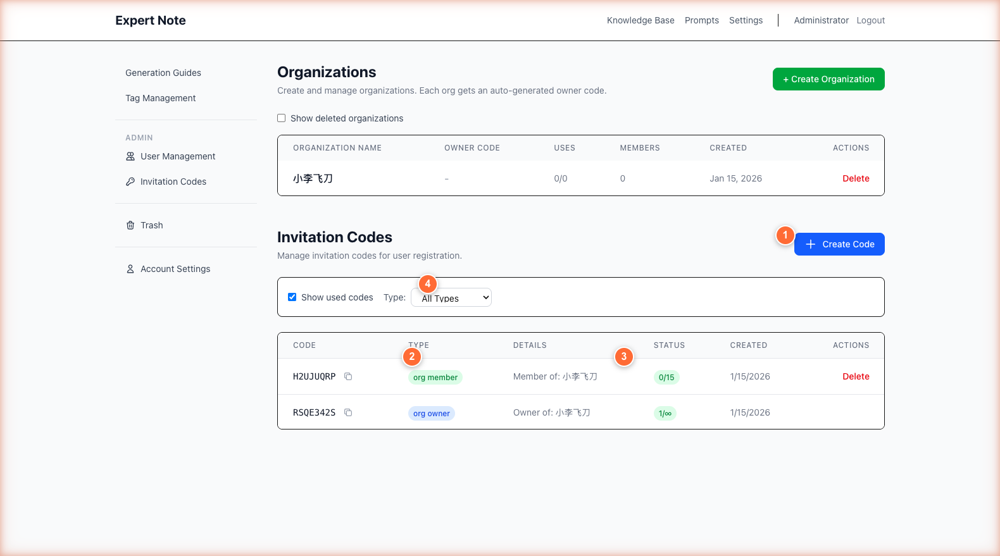 Expert Note
Knowledge Base Prompts Settings Administrator Logout
Generation Guides
Tag Management
ADMIN
User Management
Invitation Codes
Trash
Account Settings
Organizations
Create and manage organizations. Each org gets an auto-generated owner code.
+ Create Organization
Show deleted organizations
ORGANIZATION NAME OWNER CODE USES MEMBERS CREATED ACTIONS
小李飞刀 - 0/0 0 Jan 15, 2026 Delete
Invitation Codes
Manage invitation codes for user registration.
1
Create Code
4
Show used codes Type: All Types
CODE TYPE DETAILS STATUS CREATED ACTIONS
2 3
H2UJUQRP org member Member of: 小李飞刀 0/15 1/15/2026 Delete
RSQE342S org owner Owner of: 小李飞刀 1/∞ 1/15/2026